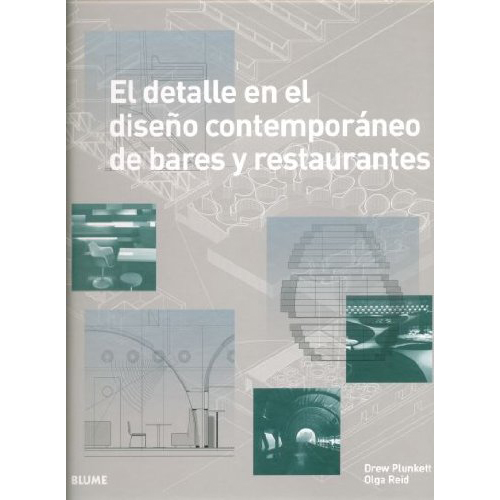 El detalle en el
diseño contemporáneo
de bares y restaurantes
Drew Plunkett
Olga Reid
BLUME